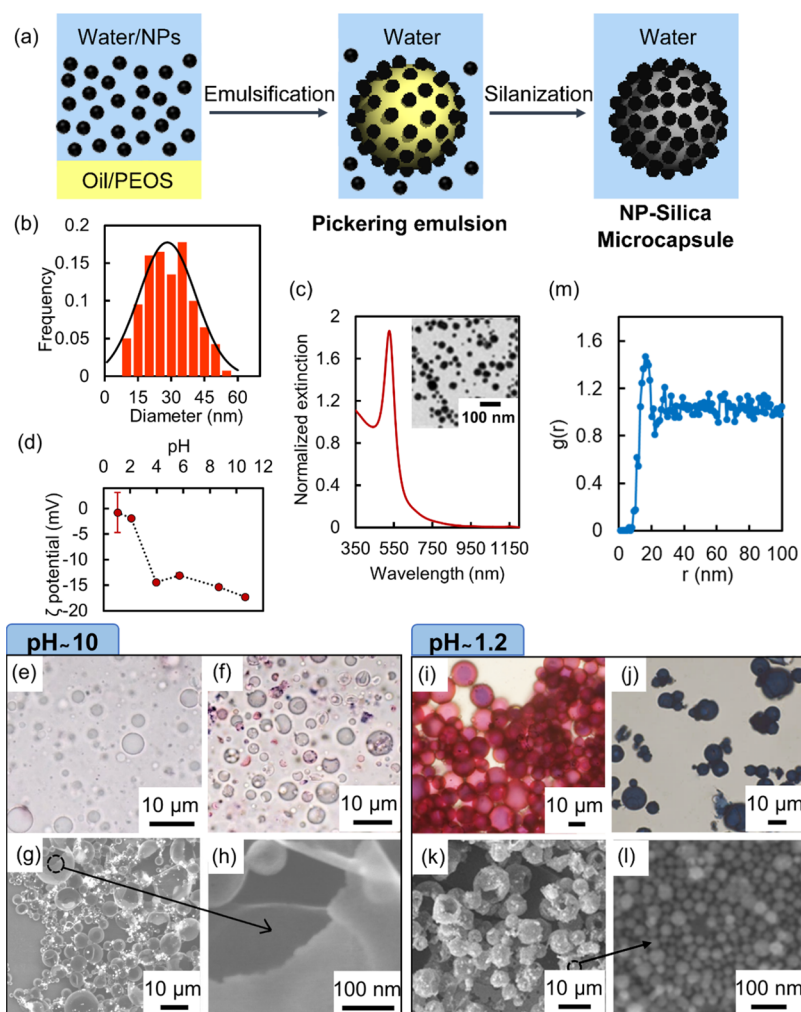 (a)
Water/NPs
Oil/PEOS
Emulsification
Water
Pickering emulsion
Silanization
Water
NP-Silica
Microcapsule
(b)
Frequency
0.2
0.15
0.1
0.05
0
0 15 30 45 60
Diameter (nm)
(c)
Normalized extinction
2
1.6
1.2
0.8
0.4
0
350 550 750 950 1150
Wavelength (nm)
100 nm
(m)
g(r)
1.6
1.2
0.8
0.4
0
0 20 40 60 80 100
r (nm)
(d)
pH
0 2 4 6 8 10 12
ζ potential (mV)
0
-5
-10
-15
-20
pH~10
(e)
10 µm
(f)
10 µm
(g)
10 µm
(h)
100 nm
pH~1.2
(i)
10 µm
(j)
10 µm
(k)
10 µm
(l)
100 nm